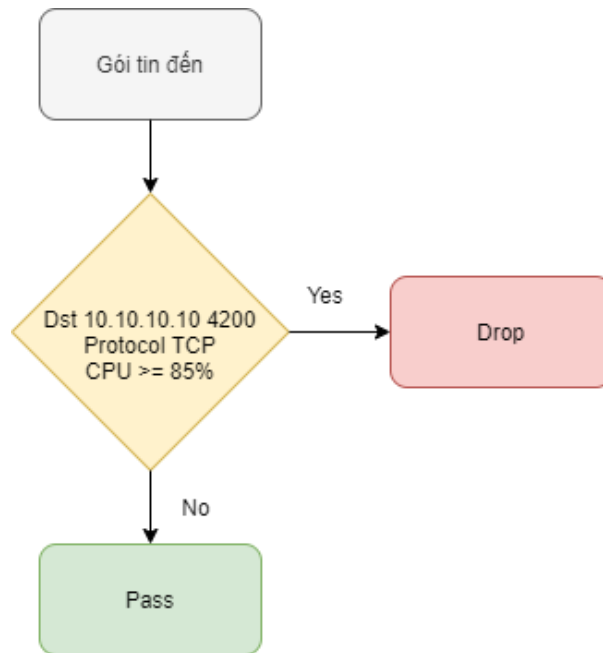 Gói tin đến
Dst 10.10.10.10 4200
Protocol TCP
CPU >= 85%
Yes
Drop
No
Pass